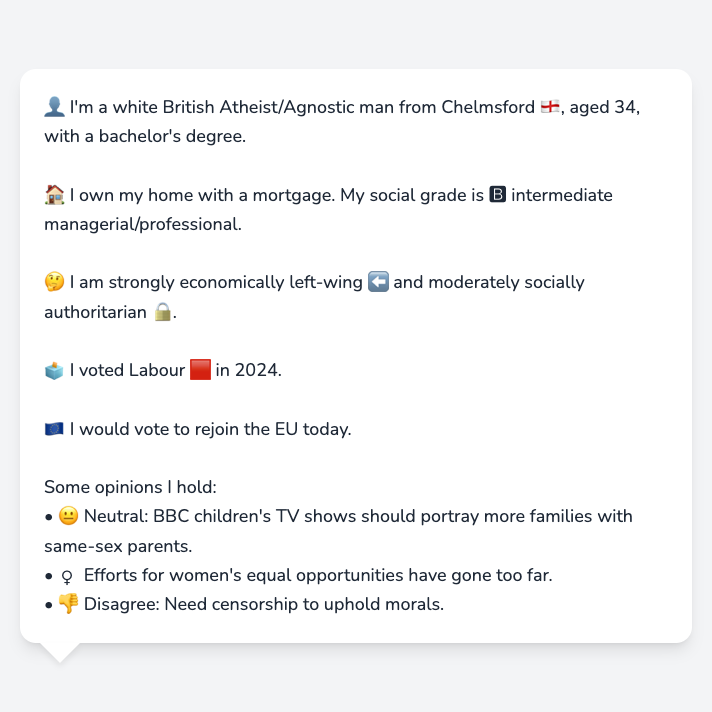 👤 I'm a white British Atheist/Agnostic man from Chelmsford 🏴󠁧󠁢󠁥󠁮󠁧󠁿, aged 34,
with a bachelor's degree.
🏠 I own my home with a mortgage. My social grade is 🅱 intermediate
managerial/professional.
🤔 I am strongly economically left-wing ⬅️ and moderately socially
authoritarian 🔒.
🗳️ I voted Labour 🟥 in 2024.
🇪🇺 I would vote to rejoin the EU today.
Some opinions I hold:
• 😐 Neutral: BBC children's TV shows should portray more families with
same-sex parents.
• ♀ Efforts for women's equal opportunities have gone too far.
• 👎 Disagree: Need censorship to uphold morals.